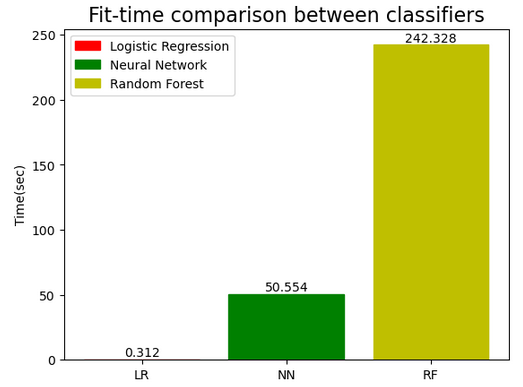 Fit-time comparison between classifiers
Logistic Regression
Neural Network
Random Forest
Time(sec)
250
200
150
100
50
0
0.312
50.554
242.328
LR
NN
RF